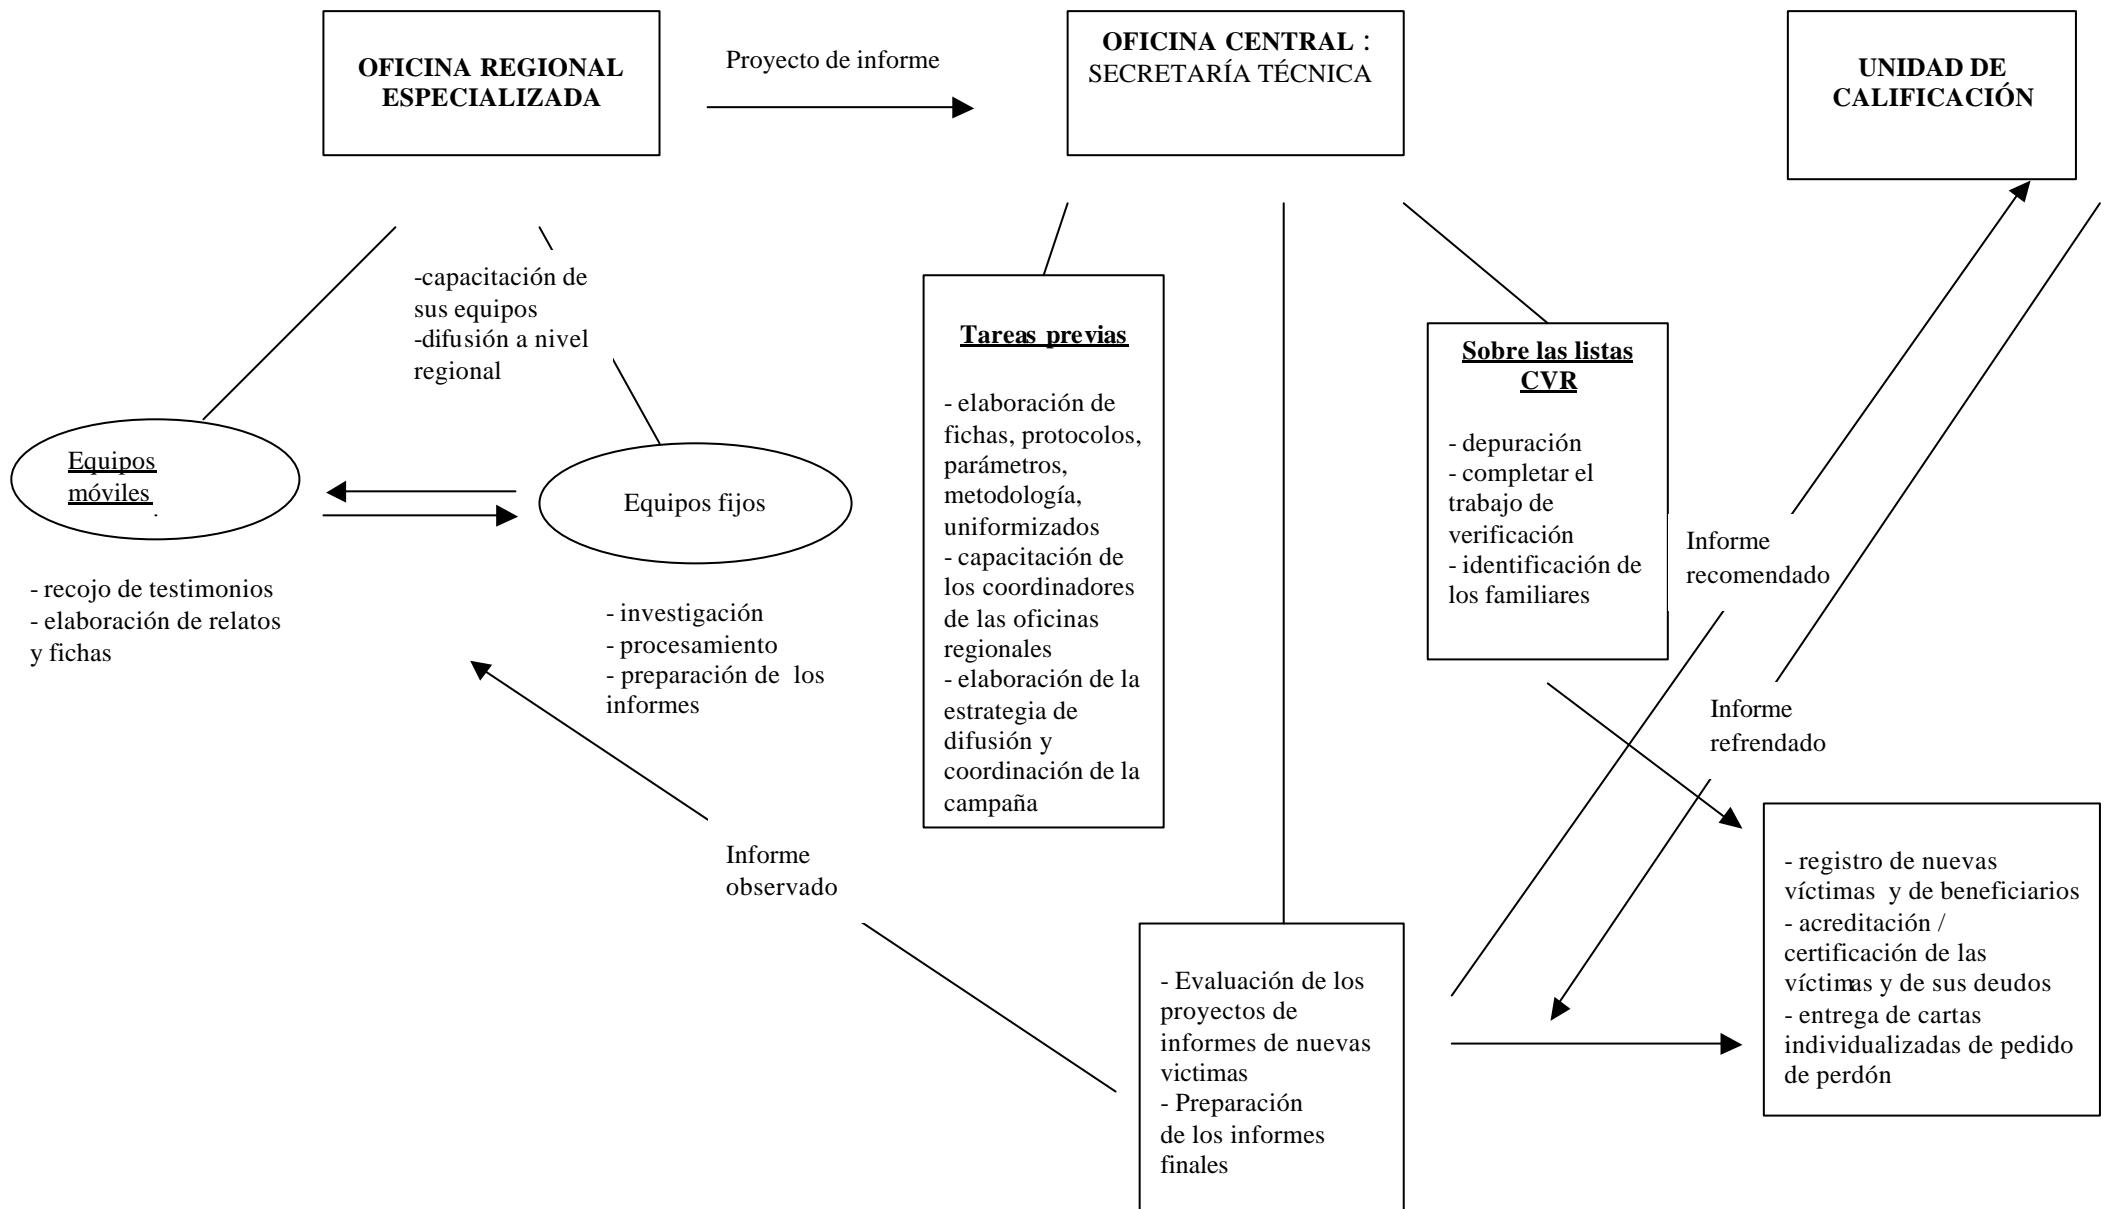 OFICINA REGIONAL
ESPECIALIZADA
Proyecto de informe
OFICINA CENTRAL :
SECRETARÍA TÉCNICA
UNIDAD DE
CALIFICACIÓN
-capacitación de
sus equipos
-difusión a nivel
regional
Equipos
móviles
.
Equipos fijos
- recojo de testimonios
- elaboración de relatos
y fichas
- investigación
- procesamiento
- preparación de los
informes
Tareas previas
- elaboración de
fichas, protocolos,
parámetros,
metodología,
uniformizados
- capacitación de
los coordinadores
de las oficinas
regionales
- elaboración de la
estrategia de
difusión y
coordinación de la
campaña
Sobre las listas
CVR
- depuración
- completar el
trabajo de
verificación
- identificación de
los familiares
Informe
recomendado
Informe
refrendado
Informe
observado
- Evaluación de los
proyectos de
informes de nuevas
victimas
- Preparación
de los informes
finales
- registro de nuevas
víctimas y de beneficiarios
- acreditación /
certificación de las
víctimas y de sus deudos
- entrega de cartas
individualizadas de pedido
de perdón